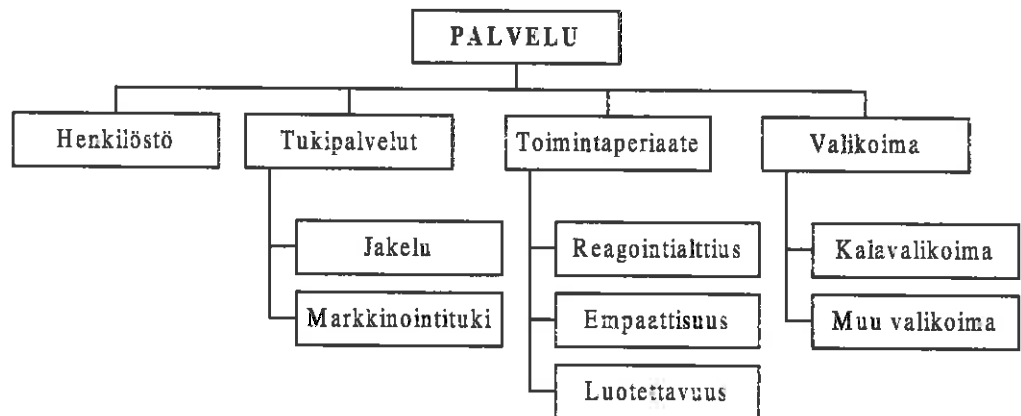 PALVELU
Henkilöstö
Tukipalvelut
Toimintaperiaate
Valikoima
Jakelu
Reagointialttius
Kalavalikoima
Markkinointituki
Empaattisuus
Muu valikoima
Luotettavuus